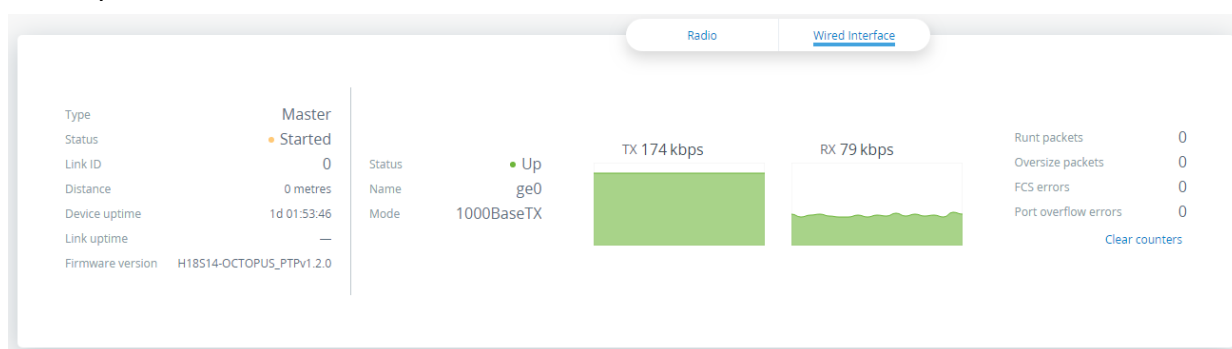 Radio
Wired Interface
Type Master
Status Started
Link ID 0
Distance 0 metres
Device uptime 1d 01:53:46
Link uptime —
Firmware version H18S14-OCTOPUS_PTPv1.2.0
Status Up
Name ge0
Mode 1000BaseTX
TX 174 kbps
RX 79 kbps
Runt packets 0
Oversize packets 0
FCS errors 0
Port overflow errors 0
Clear counters